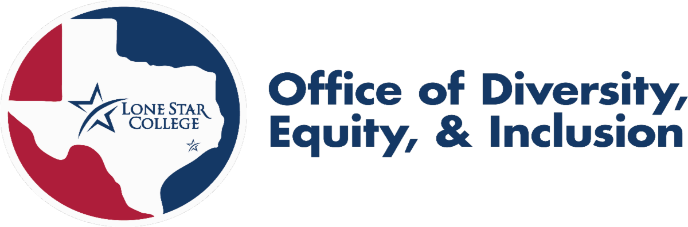 LONE STAR
COLLEGE
Office of Diversity,
Equity, & Inclusion